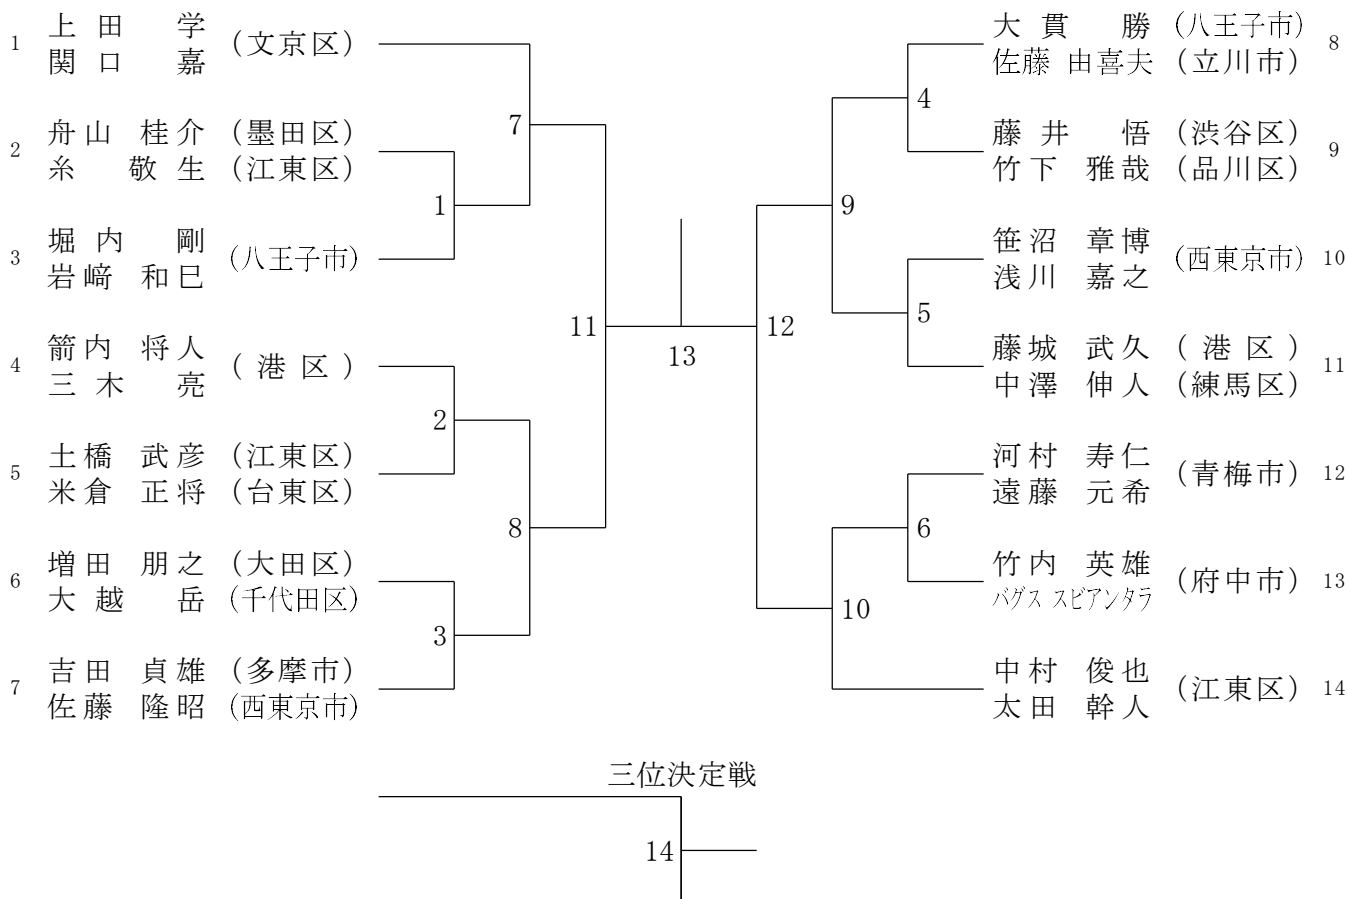 1 上田 学 (文京区)
関口 嘉
2 舟山 桂介 (墨田区)
糸 敬生 (江東区)
3 堀内 剛 (八王子市)
岩﨑 和巳
4 箭内 将人 (港区)
三木 亮
5 土橋 武彦 (江東区)
米倉 正将 (台東区)
6 増田 朋之 (大田区)
大越 岳 (千代田区)
7 吉田 貞雄 (多摩市)
佐藤 隆昭 (西東京市)
7
1
11
2
8
3
13
12
9
4
5
10
6
大貫 勝 (八王子市) 8
佐藤 由喜夫 (立川市)
藤井 悟 (渋谷区) 9
竹下 雅哉 (品川区)
笹沼 章博 (西東京市) 10
浅川 嘉之
藤城 武久 (港区) 11
中澤 伸人 (練馬区)
河村 寿仁 (青梅市) 12
遠藤 元希
竹内 英雄 (府中市) 13
バグス スビアンタラ
中村 俊也 (江東区) 14
太田 幹人
三位決定戦
14